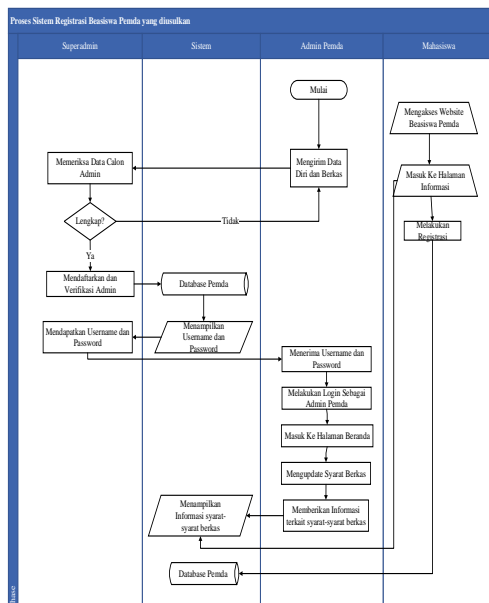 Proses Sistem Registrasi Beasiswa Pemda yang diusulkan
Superadmin
Sistem
Admin Pemda
Mahasiswa
Mulai
Mengakses Website
Beasiswa Pemda
Memeriksa Data Calon
Admin
Mengirim Data
Diri dan Berkas
Masuk Ke Halaman
Informasi
Lengkap?
Tidak
Melakukan
Registrasi
Ya
Mendaftarkan dan
Verifikasi Admin
Database Pemda
Mendapatkan Username dan
Password
Menampilkan
Username dan
Password
Menerima Username dan
Password
Melakukan Login Sebagai
Admin Pemda
Masuk Ke Halaman Beranda
Mengupdate Syarat Berkas
Menampilkan
Informasi syarat-
syarat berkas
Memberikan Informasi
terkait syarat-syarat berkas
Database Pemda
hase